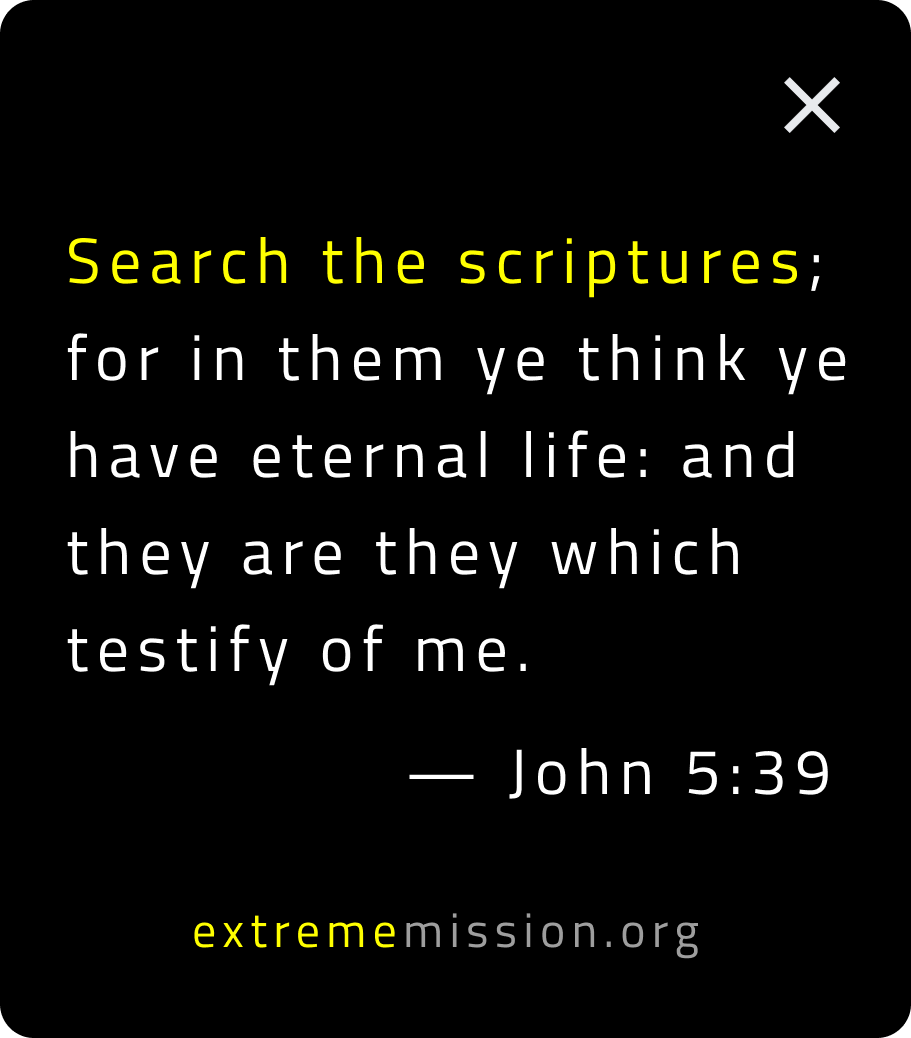 Search the scriptures;
for in them ye think ye
have eternal life: and
they are they which
testify of me.
— John 5:39
extrememission.org